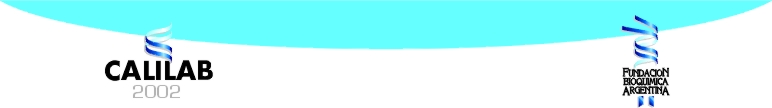 CALILAB
2002
FUNDACION
BIOQUIMICA
ARGENTINA